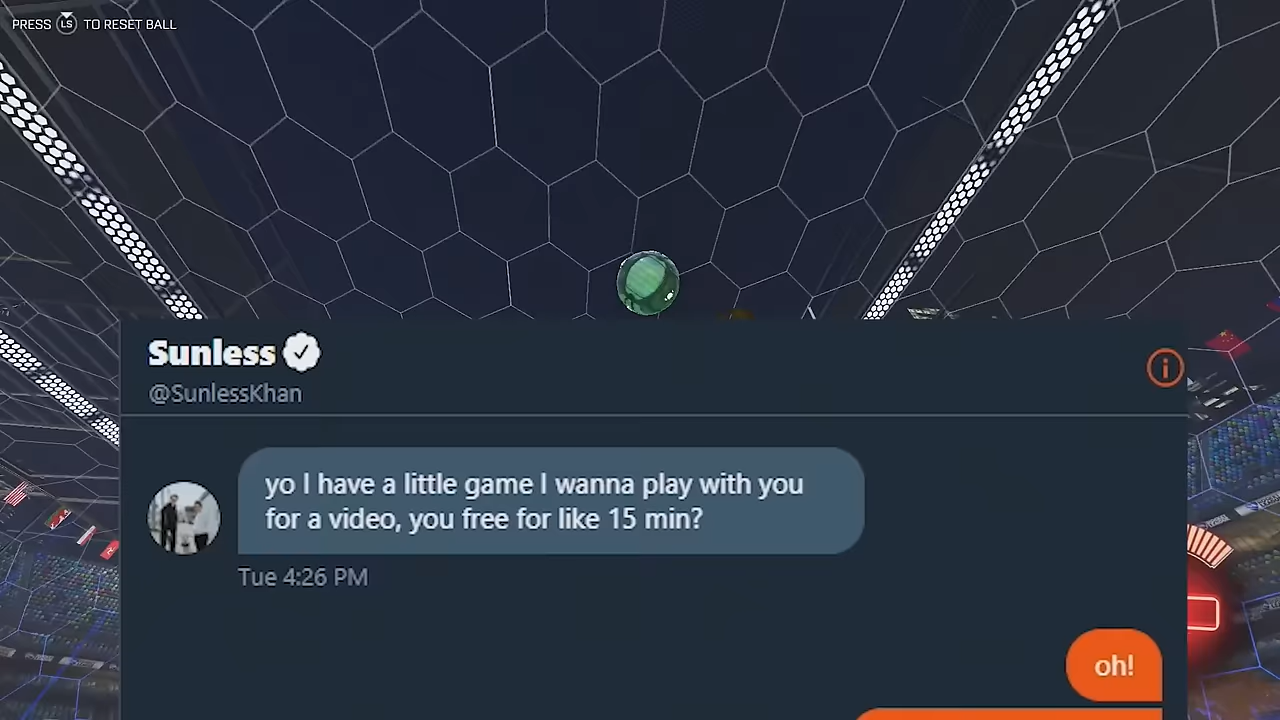 PRESS LS TO RESET BALL
Sunless
@SunlessKhan
yo I have a little game I wanna play with you
for a video, you free for like 15 min?
Tue 4:26 PM
oh!